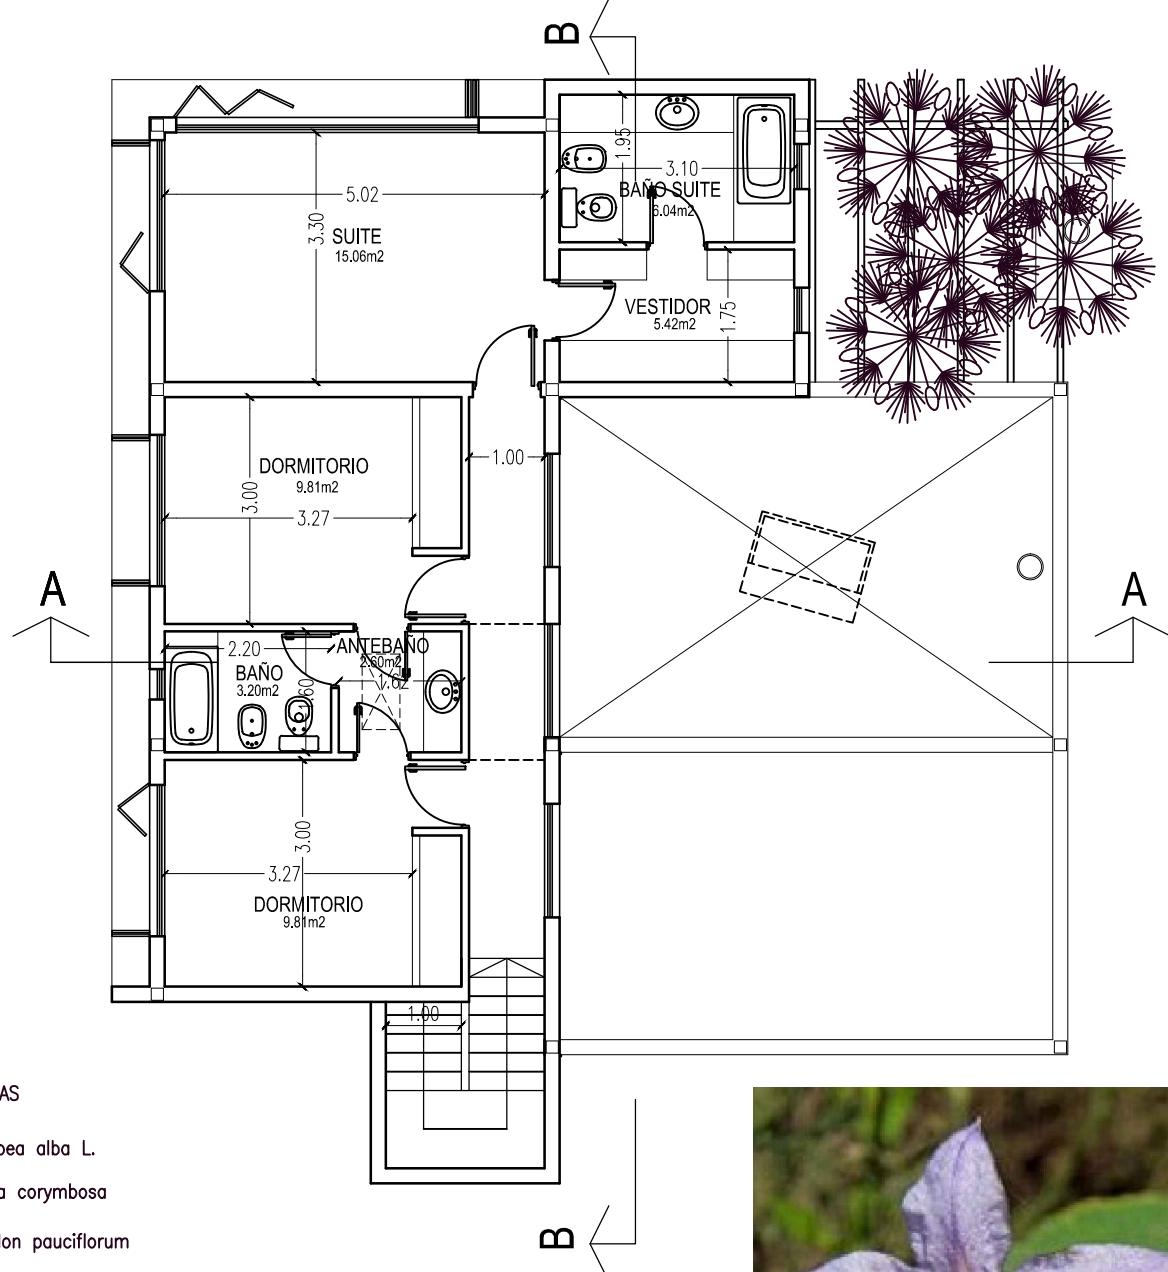 B
1.95
3.10
BAÑO SUITE
6.04m2
5.02
3.30
SUITE
15.06m2
VESTIDOR
5.42m2
1.75
DORMITORIO
9.81m2
3.00
3.27
1.00
A
A
2.20
ANTEBAÑO
2.60m2
1.62
BAÑO
3.20m2
1.60
3.00
3.27
DORMITORIO
9.81m2
1.00
AS
bea alba L.
a corymbosa
lon pauciflorum
B